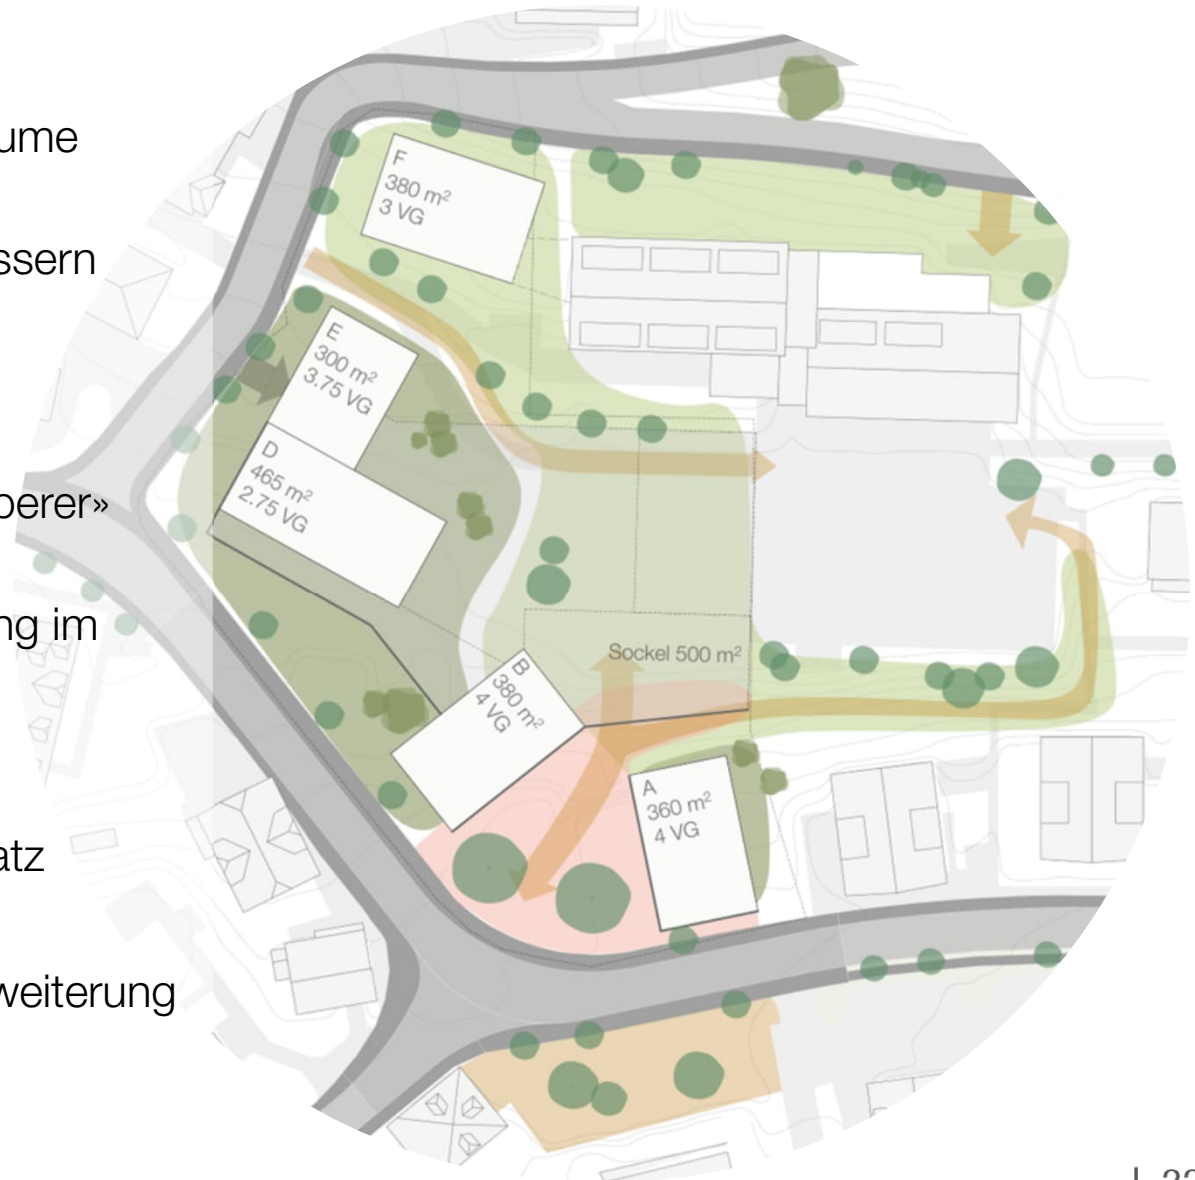 ume
ssern
perer»
ng im
atz
weiterung
F
380 m²
3 VG
E
300 m²
3.75 VG
D
465 m²
2.75 VG
Sockel 500 m²
B
380 m²
4 VG
A
360 m²
4 VG